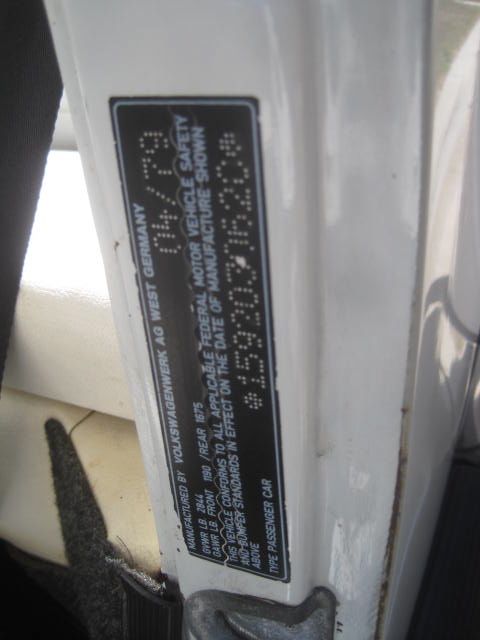 MANUFACTURED BY VOLKSWAGENWERK AG WEST GERMANY
GVWR LB. 2844 04/79
GAWR LB. FRONT 1190 / REAR 1675
THIS VEHICLE CONFORMS TO ALL APPLICABLE FEDERAL MOTOR VEHICLE SAFETY
AND BUMPER STANDARDS IN EFFECT ON THE DATE OF MANUFACTURE SHOWN
ABOVE
TYPE PASSENGER CAR